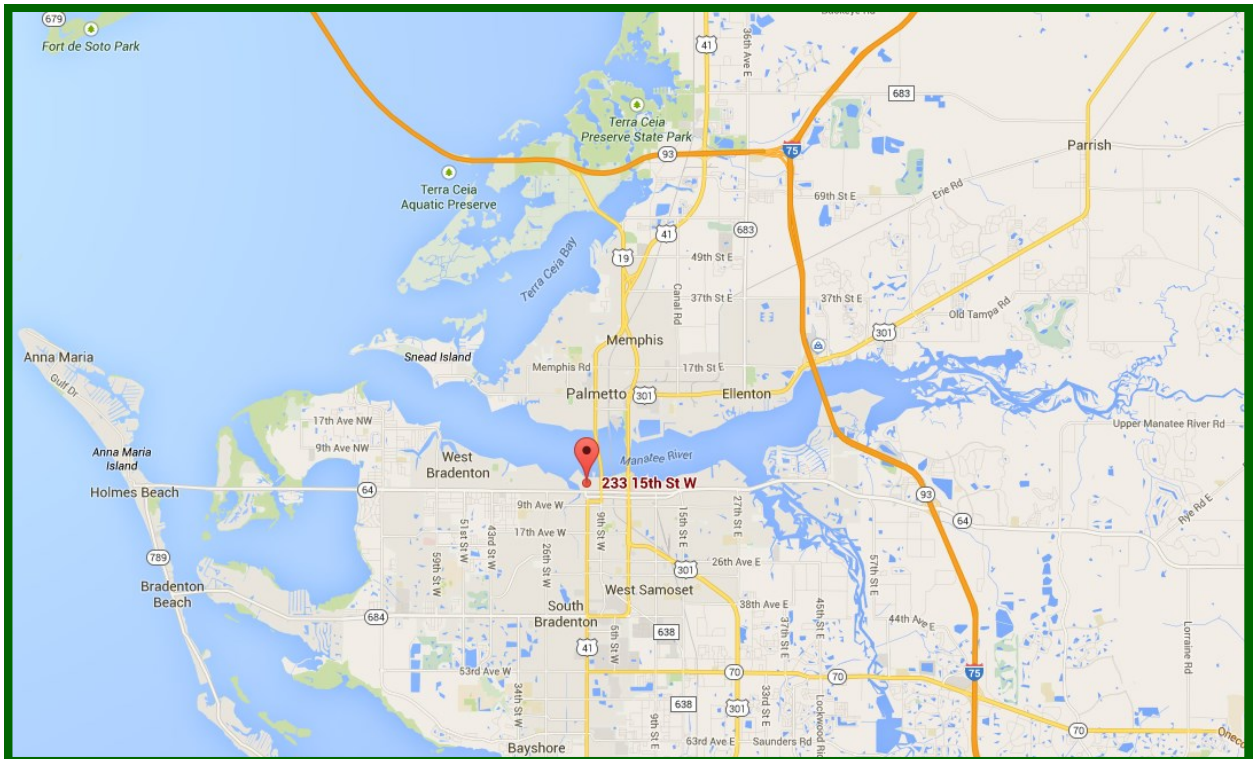 679
Fort de Soto Park
Buckeye Rd
41
36th Ave E
683
Terra Ceia
Preserve State Park
93
75
Parrish
Terra Ceia
Aquatic Preserve
69th St E
Erie Rd
41
683
19
49th St E
Terra Ceia Bay
Canal Rd
37th St E
37th St E
Old Tampa Rd
301
Memphis
Anna Maria
Gulf Dr
Snead Island
Memphis Rd
17th St E
Palmetto
301
Ellenton
17th Ave NW
Upper Manatee River Rd
9th Ave NW
Anna Maria
Island
West
Bradenton
Manatee River
233 15th St W
Holmes Beach
64
93
9th Ave W
27th St E
Rye Rd E
64
9th St W
15th St E
51st St W
43rd St W
17th Ave W
26th St W
59th St W
789
26th Ave E
57th St E
301
Bradenton
Beach
West Samoset
South
Bradenton
38th Ave E
45th St E
37th St E
44th Ave E
684
638
5th St W
Lorraine Rd
41
53rd Ave W
70
70
75
34th St W
638
301
33rd St E
Lockwood
9th St E
70
63rd Ave E
Saunders Rd
Bayshore